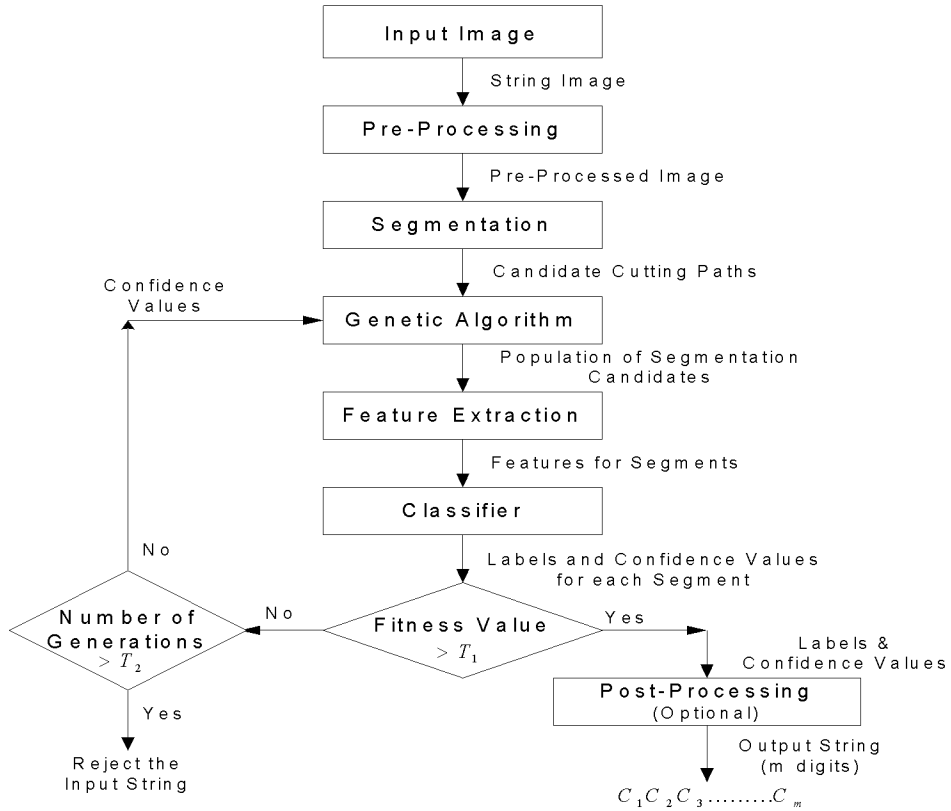 Input Image
String Image
Pre-Processing
Pre-Processed Image
Segmentation
Candidate Cutting Paths
Confidence
Values
Genetic Algorithm
Population of Segmentation
Candidates
Feature Extraction
Features for Segments
Classifier
Labels and Confidence Values
for each Segment
No
Number of
Generations
> T₂
No
Fitness Value
> T₁
Yes
Labels &
Confidence Values
Post-Processing
(Optional)
Yes
Reject the
Input String
Output String
(m digits)
C₁C₂C₃.........Cₘ